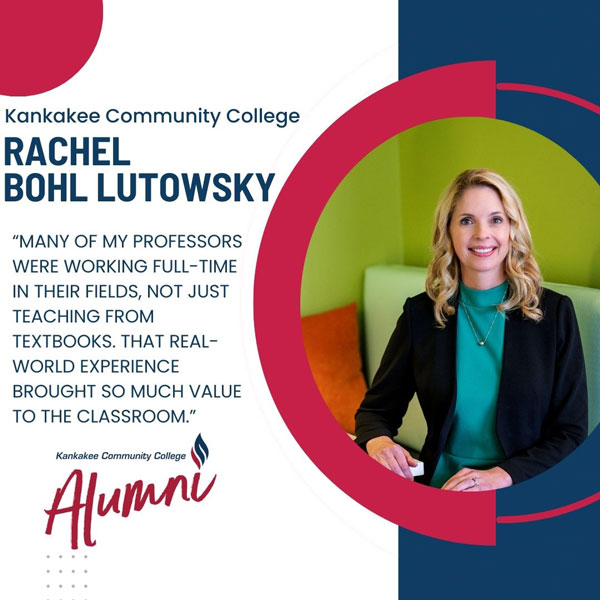 Kankakee Community College
RACHEL
BOHL LUTOWSKY
“MANY OF MY PROFESSORS
WERE WORKING FULL-TIME
IN THEIR FIELDS, NOT JUST
TEACHING FROM
TEXTBOOKS. THAT REAL-
WORLD EXPERIENCE
BROUGHT SO MUCH VALUE
TO THE CLASSROOM.”
Kankakee Community College
Alumni